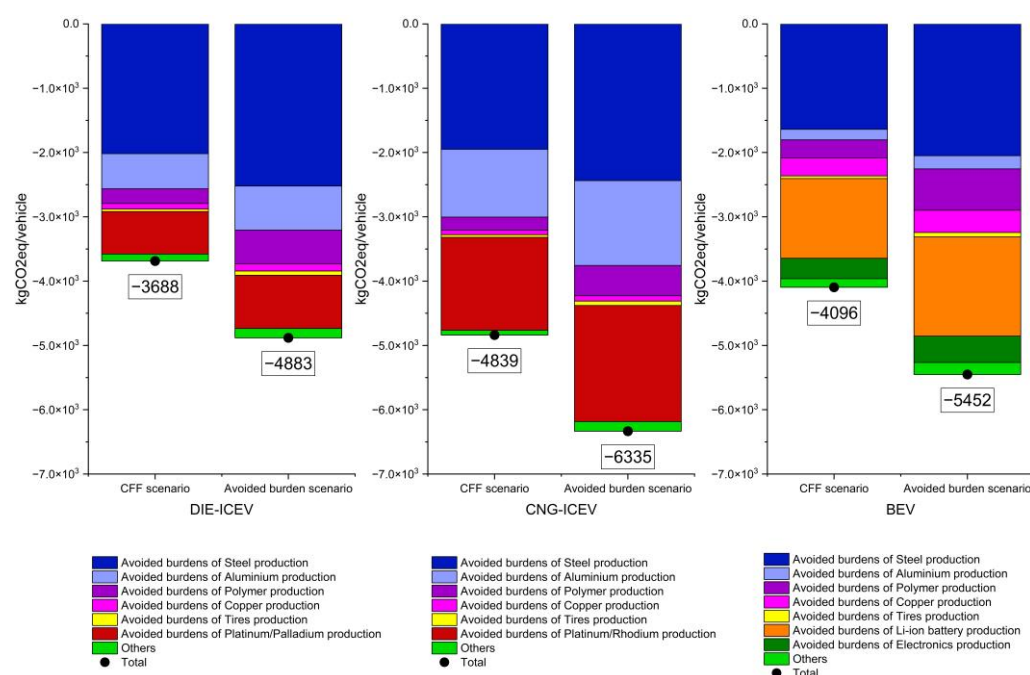 0.0
−1.0×10³
−2.0×10³
−3.0×10³
−4.0×10³
−5.0×10³
−6.0×10³
−7.0×10³
kgCO2eq/vehicle
−3688
−4883
CFF scenario
Avoided burden scenario
DIE-ICEV
0.0
−1.0×10³
−2.0×10³
−3.0×10³
−4.0×10³
−5.0×10³
−6.0×10³
−7.0×10³
kgCO2eq/vehicle
−4839
−6335
CFF scenario
Avoided burden scenario
CNG-ICEV
0.0
−1.0×10³
−2.0×10³
−3.0×10³
−4.0×10³
−5.0×10³
−6.0×10³
−7.0×10³
kgCO2eq/vehicle
−4096
−5452
CFF scenario
Avoided burden scenario
BEV
Avoided burdens of Steel production
Avoided burdens of Aluminium production
Avoided burdens of Polymer production
Avoided burdens of Copper production
Avoided burdens of Tires production
Avoided burdens of Platinum/Palladium production
Others
Total
Avoided burdens of Steel production
Avoided burdens of Aluminium production
Avoided burdens of Polymer production
Avoided burdens of Copper production
Avoided burdens of Tires production
Avoided burdens of Platinum/Rhodium production
Others
Total
Avoided burdens of Steel production
Avoided burdens of Aluminium production
Avoided burdens of Polymer production
Avoided burdens of Copper production
Avoided burdens of Tires production
Avoided burdens of Li-ion battery production
Avoided burdens of Electronics production
Others
Total